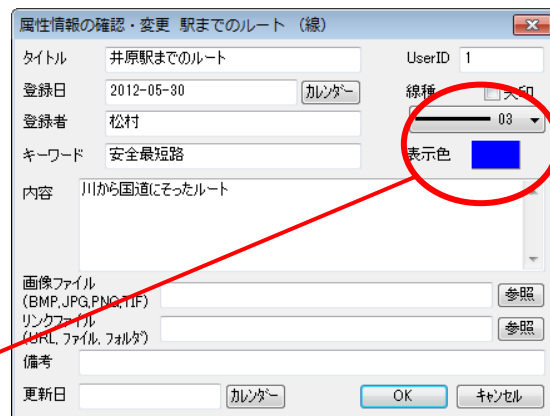 属性情報の確認・変更 駅までのルート (線)
タイトル 井原駅までのルート UserID 1
登録日 2012-05-30 カレンダー 線種 矢印
登録者 松村 03
キーワード 安全最短路 表示色
内容 川から国道にそったルート
画像ファイル
(BMP,JPG,PNG,TIF) 参照
リンクファイル
(URL, ファイル, フォルダ) 参照
備考
更新日 カレンダー OK キャンセル